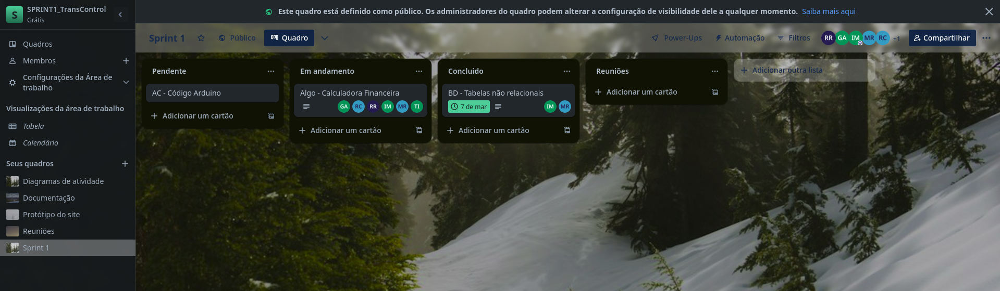 S
SPRINT1_TransControl
Grátis
Quadros
Membros
Configurações da Área de
trabalho
Visualizações da área de trabalho
Tabela
Calendário
Seus quadros
Diagramas de atividade
Documentação
Protótipo do site
Reuniões
Sprint 1
Este quadro está definido como público. Os administradores do quadro podem alterar a configuração de visibilidade dele a qualquer momento. Saiba mais aqui
Sprint 1 Público Quadro Power-Ups Automação Filtros RR GA IM MR RC +1 Compartilhar
Pendente
AC - Código Arduino
Adicionar um cartão
Em andamento
Algo - Calculadora Financeira
GA RC RR IM MR TI
Adicionar um cartão
Concluido
BD - Tabelas não relacionais
7 de mar IM MR
Adicionar um cartão
Reuniões
Adicionar um cartão
Adicionar outra lista